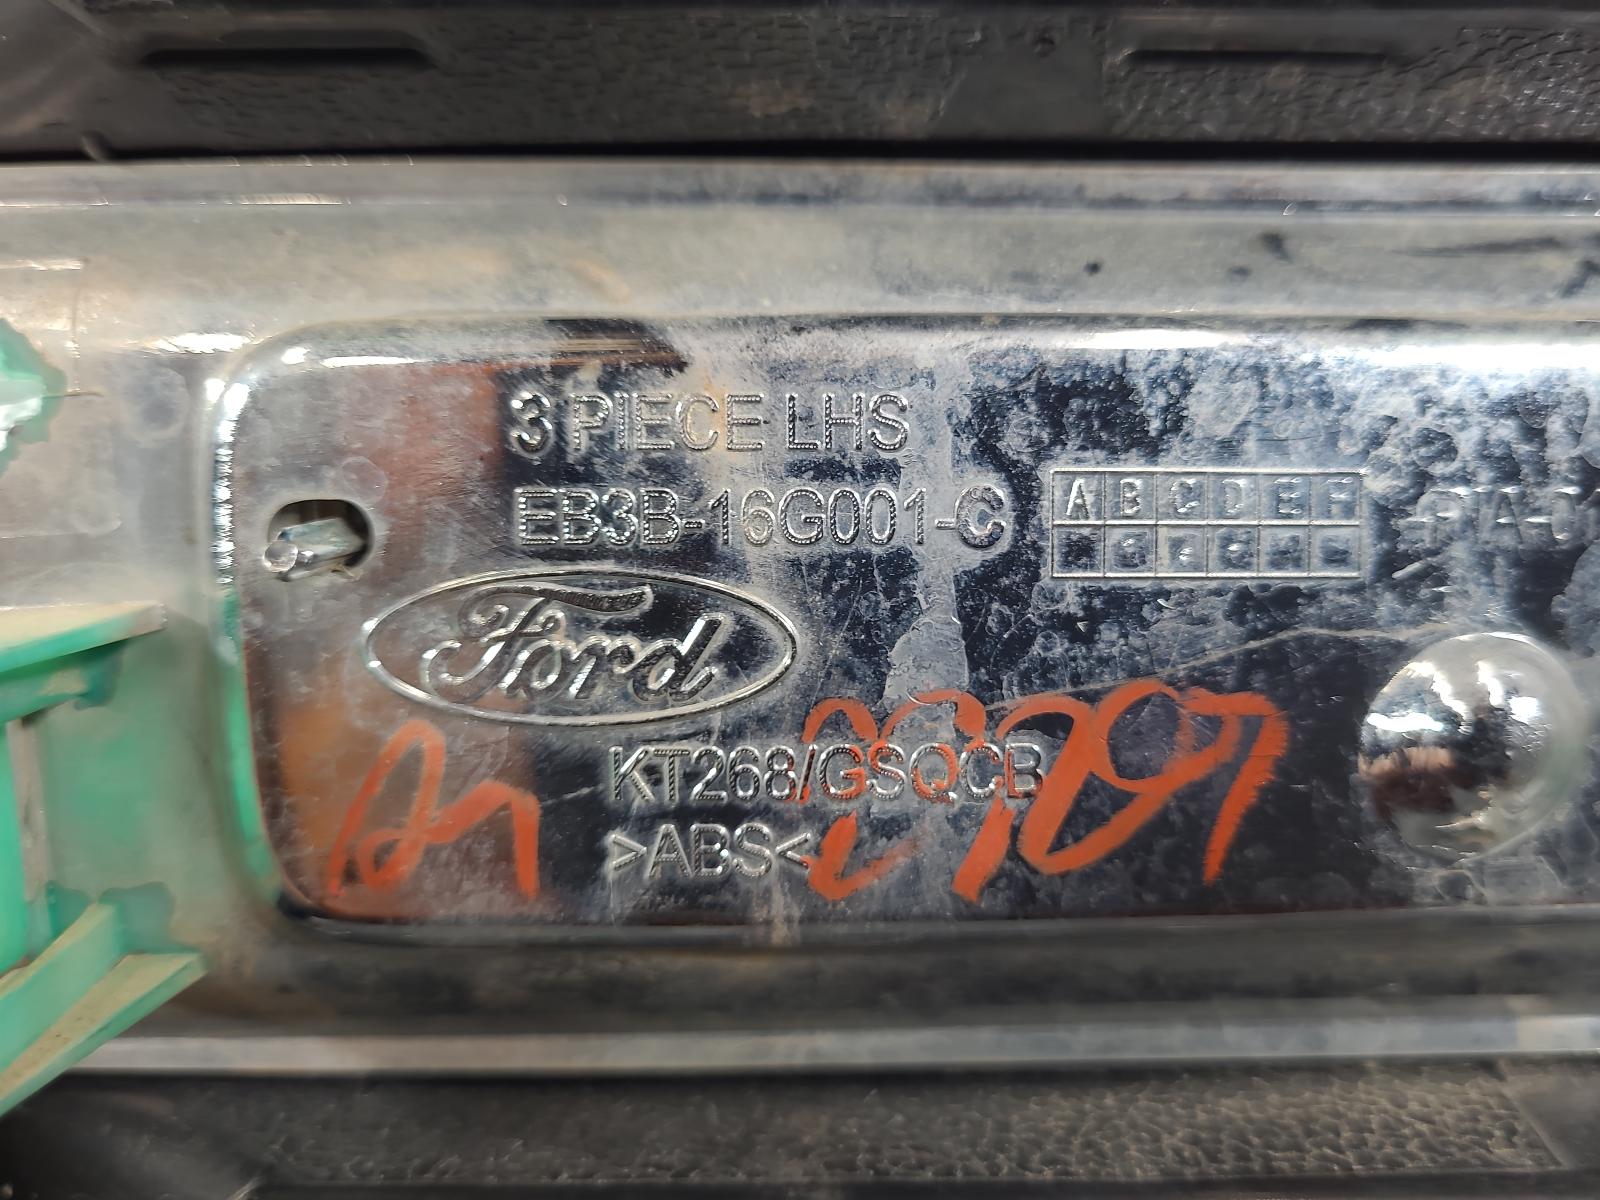 3 PIECE LHS
EB3B-16G001-C
A B C D E F
Ford
KT268/GSQCB
>ABS<